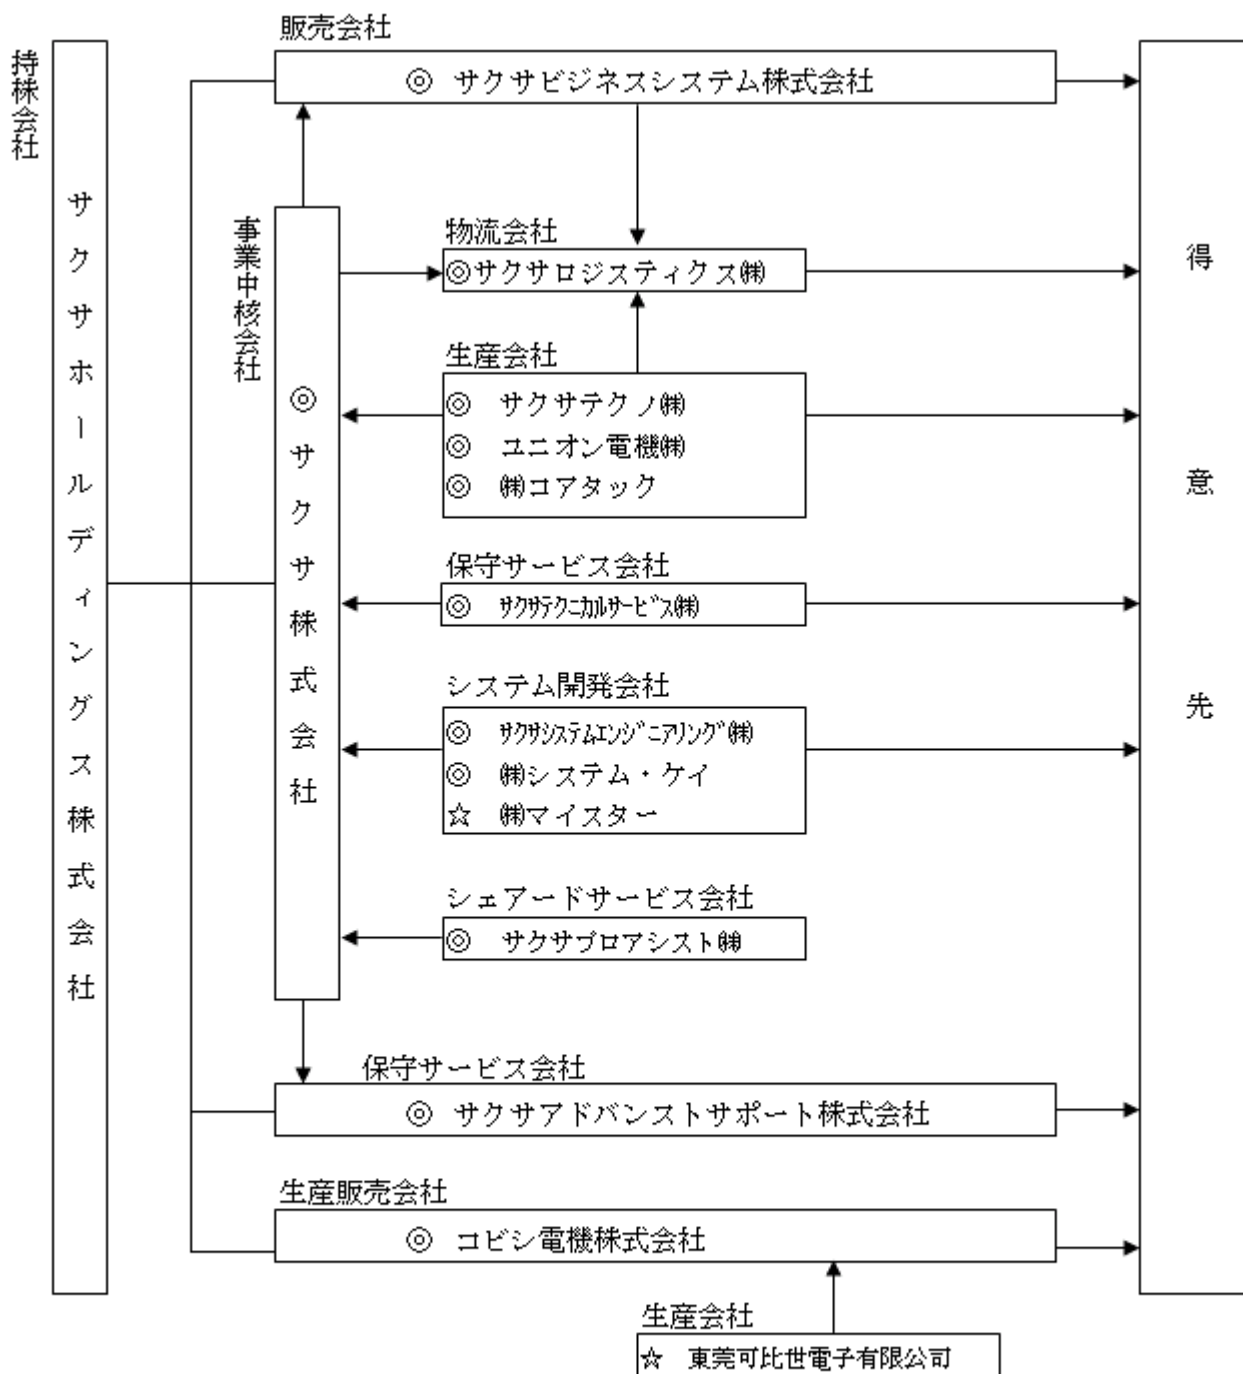 持株会社
サクサホールディングス株式会社
販売会社
◎ サクサビジネスシステム株式会社
事業中核会社
◎サクサ株式会社
物流会社
◎サクサロジスティクス㈱
生産会社
◎ サクサテクノ㈱
◎ ユニオン電機㈱
◎ ㈱コアタック
保守サービス会社
◎ ｻｸｻﾃｸﾆｶﾙｻｰﾋﾞｽ㈱
システム開発会社
◎ ｻｸｻｼｽﾃﾑｴﾝｼﾞﾆｱﾘﾝｸﾞ㈱
◎ ㈱システム・ケイ
☆ ㈱マイスター
シェアードサービス会社
◎ サクサプロアシスト㈱
保守サービス会社
◎ サクサアドバンストサポート株式会社
生産販売会社
◎ コビシ電機株式会社
生産会社
☆ 東莞可比世電子有限公司
得意先